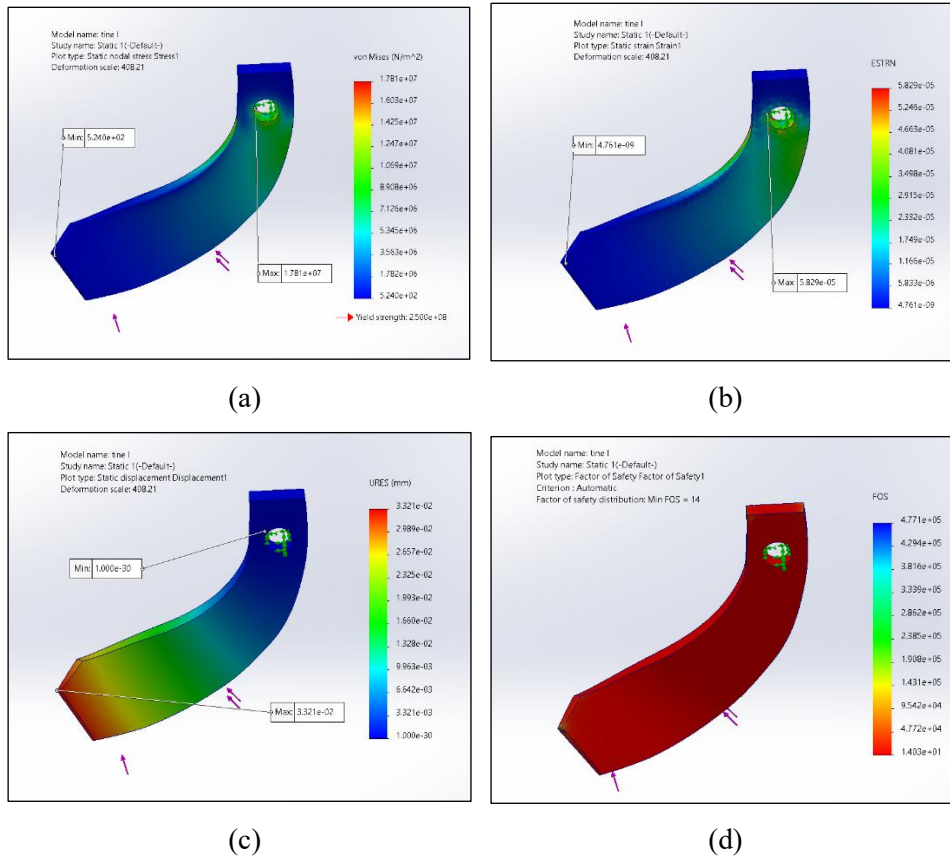 Model name: tine I
Study name: Static 1(-Default-)
Plot type: Static nodal stress Stress1
Deformation scale: 408.21
von Mises (N/m^2)
1.781e+07
1.603e+07
1.425e+07
1.247e+07
1.069e+07
8.908e+06
7.126e+06
5.345e+06
3.563e+06
1.782e+06
5.240e+02
Yield strength: 2.500e+08
Min: 5.240e+02
Max: 1.781e+07
(a)
Model name: tine I
Study name: Static 1(-Default-)
Plot type: Static strain Strain1
Deformation scale: 408.21
ESTRN
5.829e-05
5.246e-05
4.663e-05
4.081e-05
3.498e-05
2.915e-05
2.332e-05
1.749e-05
1.166e-05
5.833e-06
4.761e-09
Min: 4.761e-09
Max: 5.829e-05
(b)
Model name: tine I
Study name: Static 1(-Default-)
Plot type: Static displacement Displacement1
Deformation scale: 408.21
URES (mm)
3.321e-02
2.989e-02
2.657e-02
2.325e-02
1.993e-02
1.660e-02
1.328e-02
9.963e-03
6.642e-03
3.321e-03
1.000e-30
Min: 1.000e-30
Max: 3.321e-02
(c)
Model name: tine I
Study name: Static 1(-Default-)
Plot type: Factor of Safety Factor of Safety1
Criterion : Automatic
Factor of safety distribution: Min FOS = 14
FOS
4.771e+05
4.294e+05
3.816e+05
3.339e+05
2.862e+05
2.385e+05
1.908e+05
1.431e+05
9.542e+04
4.772e+04
1.403e+01
(d)